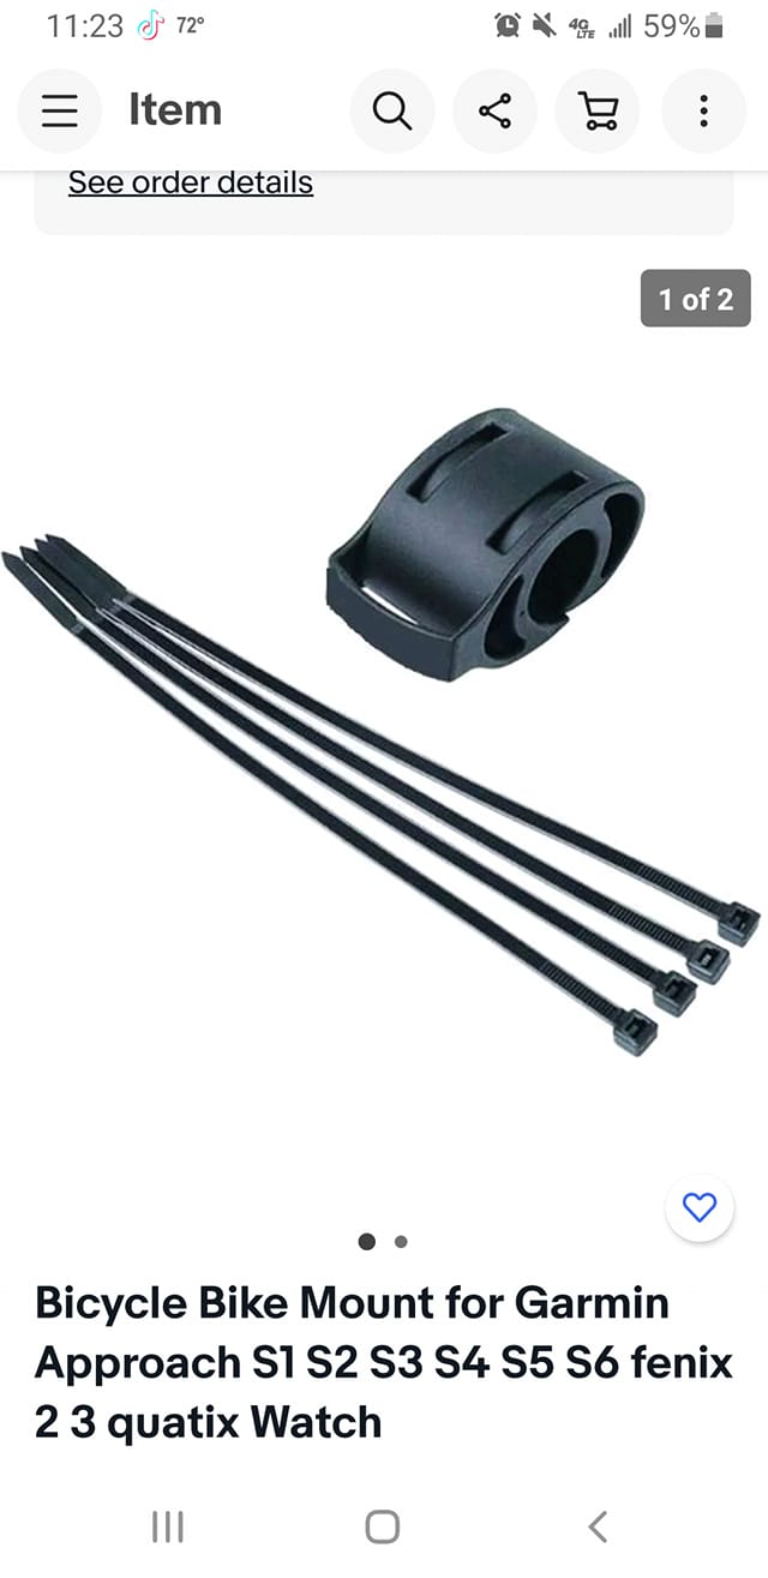 11:23 72° 4G LTE 59%
Item
See order details
1 of 2
Bicycle Bike Mount for Garmin
Approach S1 S2 S3 S4 S5 S6 fenix
2 3 quatix Watch